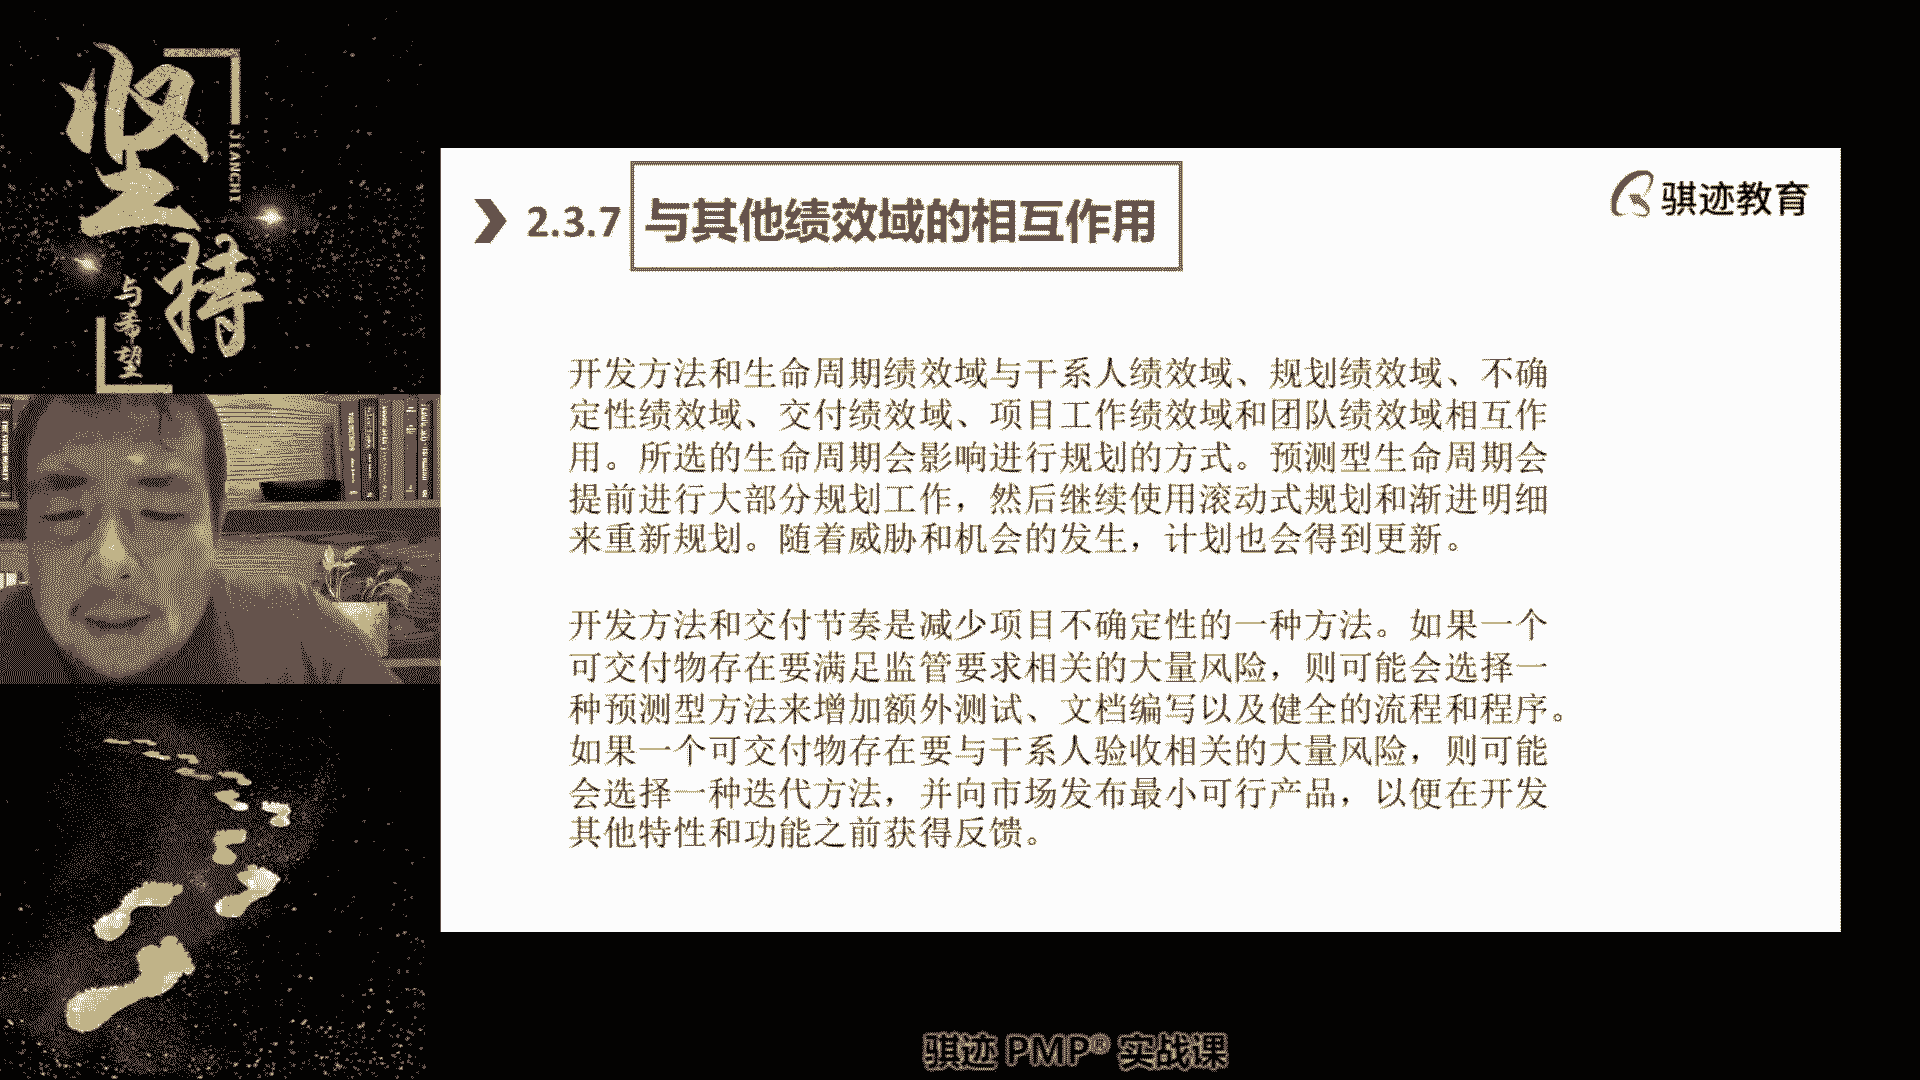 坚持
JIANCHI
与希望
2.3.7 与其他绩效域的相互作用
骐迹教育
开发方法和生命周期绩效域与干系人绩效域、规划绩效域、不确
定性绩效域、交付绩效域、项目工作绩效域和团队绩效域相互作
用。所选的生命周期会影响进行规划的方式。预测型生命周期会
提前进行大部分规划工作，然后继续使用滚动式规划和渐进明细
来重新规划。随着威胁和机会的发生，计划也会得到更新。
开发方法和交付节奏是减少项目不确定性的一种方法。如果一个
可交付物存在要满足监管要求相关的大量风险，则可能会选择一
种预测型方法来增加额外测试、文档编写以及健全的流程和程序。
如果一个可交付物存在要与干系人验收相关的大量风险，则可能
会选择一种迭代方法，并向市场发布最小可行产品，以便在开发
其他特性和功能之前获得反馈。
骐迹 PMP® 实战课